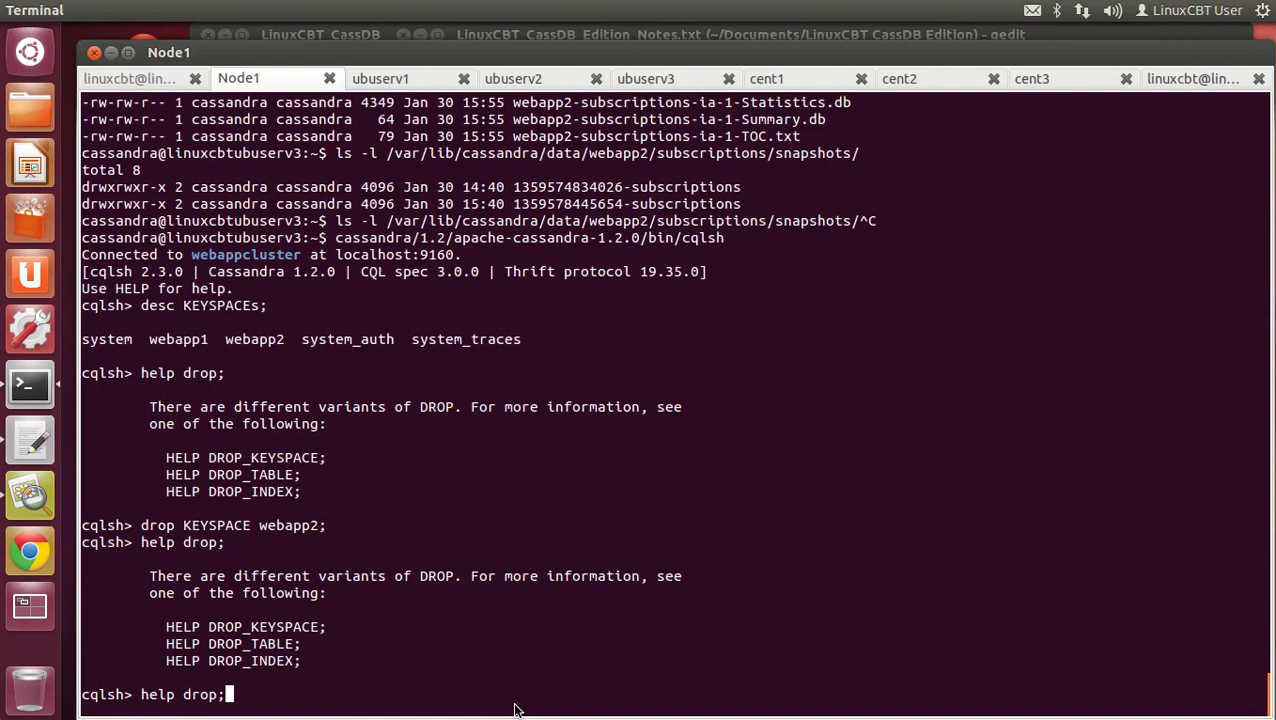 Terminal
LinuxCBT User
LinuxCBT_CassDB
LinuxCBT_CassDB_Edition_Notes.txt (~/Documents/LinuxCBT CassDB Edition) - gedit
Node1
linuxcbt@lin...
Node1
ubuserv1
ubuserv2
ubuserv3
cent1
cent2
cent3
linuxcbt@lin...
-rw-rw-r-- 1 cassandra cassandra 4349 Jan 30 15:55 webapp2-subscriptions-ia-1-Statistics.db
-rw-rw-r-- 1 cassandra cassandra   64 Jan 30 15:55 webapp2-subscriptions-ia-1-Summary.db
-rw-rw-r-- 1 cassandra cassandra   79 Jan 30 15:55 webapp2-subscriptions-ia-1-TOC.txt
cassandra@linuxcbtubuserv3:~$ ls -l /var/lib/cassandra/data/webapp2/subscriptions/snapshots/
total 8
drwxrwxr-x 2 cassandra cassandra 4096 Jan 30 14:40 1359574834026-subscriptions
drwxrwxr-x 2 cassandra cassandra 4096 Jan 30 15:40 1359578445654-subscriptions
cassandra@linuxcbtubuserv3:~$ ls -l /var/lib/cassandra/data/webapp2/subscriptions/snapshots/^C
cassandra@linuxcbtubuserv3:~$ cassandra/1.2/apache-cassandra-1.2.0/bin/cqlsh
Connected to webappcluster at localhost:9160.
[cqlsh 2.3.0 | Cassandra 1.2.0 | CQL spec 3.0.0 | Thrift protocol 19.35.0]
Use HELP for help.
cqlsh> desc KEYSPACEs;
system  webapp1  webapp2  system_auth  system_traces
cqlsh> help drop;
There are different variants of DROP. For more information, see
one of the following:
HELP DROP_KEYSPACE;
HELP DROP_TABLE;
HELP DROP_INDEX;
cqlsh> drop KEYSPACE webapp2;
cqlsh> help drop;
There are different variants of DROP. For more information, see
one of the following:
HELP DROP_KEYSPACE;
HELP DROP_TABLE;
HELP DROP_INDEX;
cqlsh> help drop;